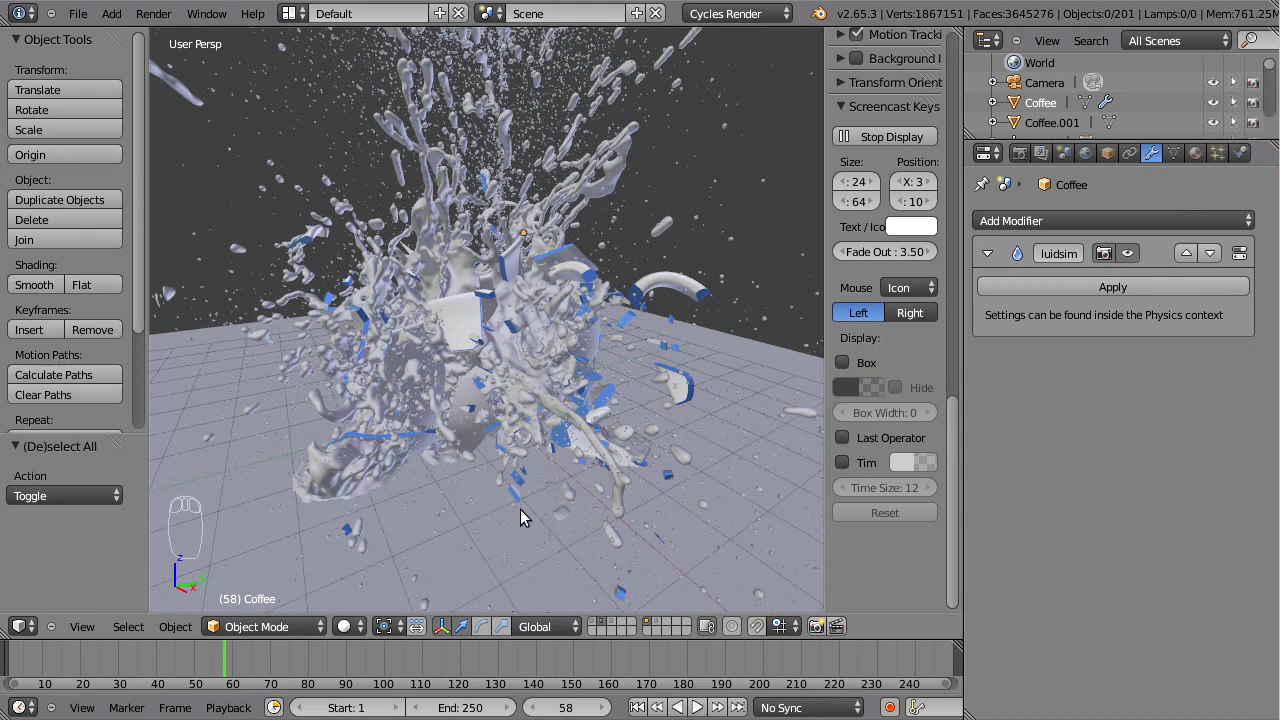 File Add Render Window Help Default Scene Cycles Render v2.65.3 | Verts:1867151 | Faces:3645276 | Objects:0/201 | Lamps:0/0 | Mem:761.25M
Object Tools
Transform:
Translate
Rotate
Scale
Origin
Object:
Duplicate Objects
Delete
Join
Shading:
Smooth Flat
Keyframes:
Insert Remove
Motion Paths:
Calculate Paths
Clear Paths
Repeat:
(De)select All
Action
Toggle
User Persp
(58) Coffee
Motion Tracki
Background I
Transform Orient
Screencast Keys
Stop Display
Size: Position:
: 24 X: 3
: 64 : 10
Text / Ico
Fade Out : 3.50
Mouse Icon
Left Right
Display:
Box
Hide
Box Width: 0
Last Operator
Tim
Time Size: 12
Reset
View Search All Scenes
World
Camera
Coffee
Coffee.001
Coffee
Add Modifier
luidsim
Apply
Settings can be found inside the Physics context
View Select Object Object Mode Global
0 10 20 30 40 50 60 70 80 90 100 110 120 130 140 150 160 170 180 190 200 210 220 230 240
View Marker Frame Playback Start: 1 End: 250 58 No Sync